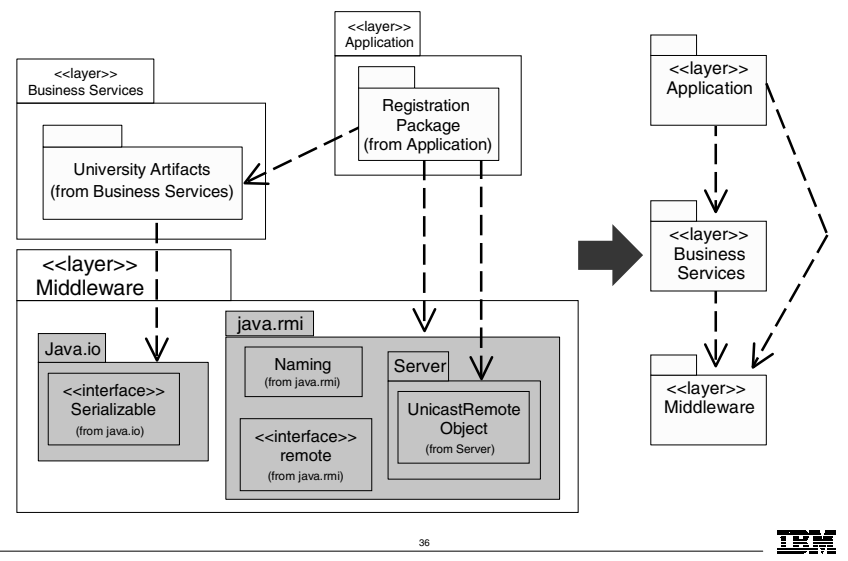 <<layer>>
Business Services
University Artifacts
(from Business Services)
<<layer>>
Application
Registration
Package
(from Application)
<<layer>>
Middleware
Java.io
<<interface>>
Serializable
(from java.io)
java.rmi
Naming
(from java.rmi)
<<interface>>
remote
(from java.rmi)
Server
UnicastRemote
Object
(from Server)
<<layer>>
Application
<<layer>>
Business
Services
<<layer>>
Middleware
36
IBM